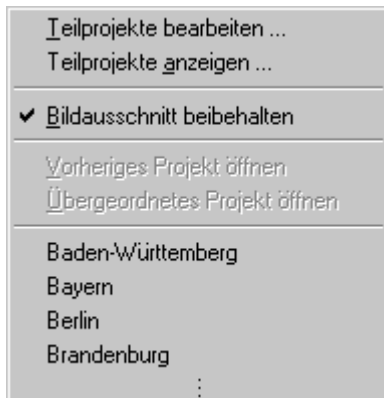 Teilprojekte bearbeiten ...
Teilprojekte anzeigen ...
Bildausschnitt beibehalten
Vorheriges Projekt öffnen
Übergeordnetes Projekt öffnen
Baden-Württemberg
Bayern
Berlin
Brandenburg